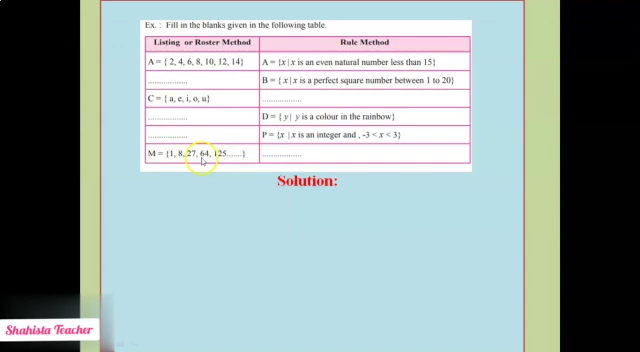 Ex. : Fill in the blanks given in the following table.
Listing or Roster Method Rule Method
A = { 2, 4, 6, 8, 10, 12, 14} A = {x | x is an even natural number less than 15}
.................. B = { x | x is a perfect square number between 1 to 20}
C = { a, e, i, o, u} ..................
.................. D = { y | y is a colour in the rainbow}
.................. P = {x | x is an integer and , -3 < x < 3}
M = {1, 8, 27, 64, 125.......} ..................
Solution:
Shahista Teacher